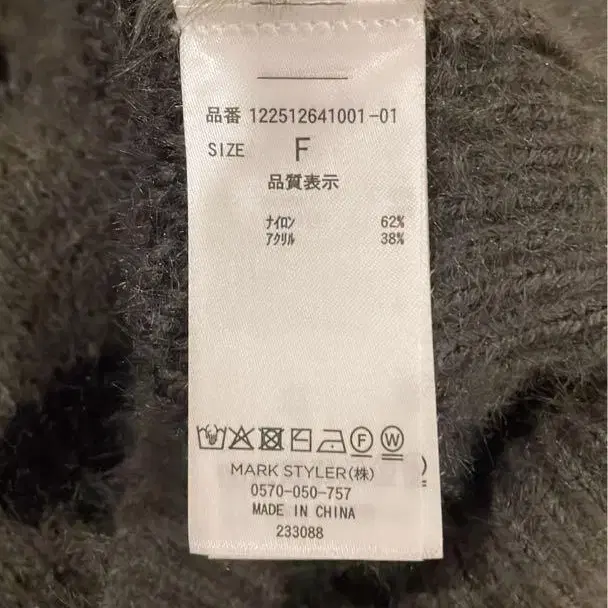 品番 122512641001-01
SIZE F
品質表示
ナイロン 62%
アクリル 38%
F W
MARK STYLER(株)
0570-050-757
MADE IN CHINA
233088